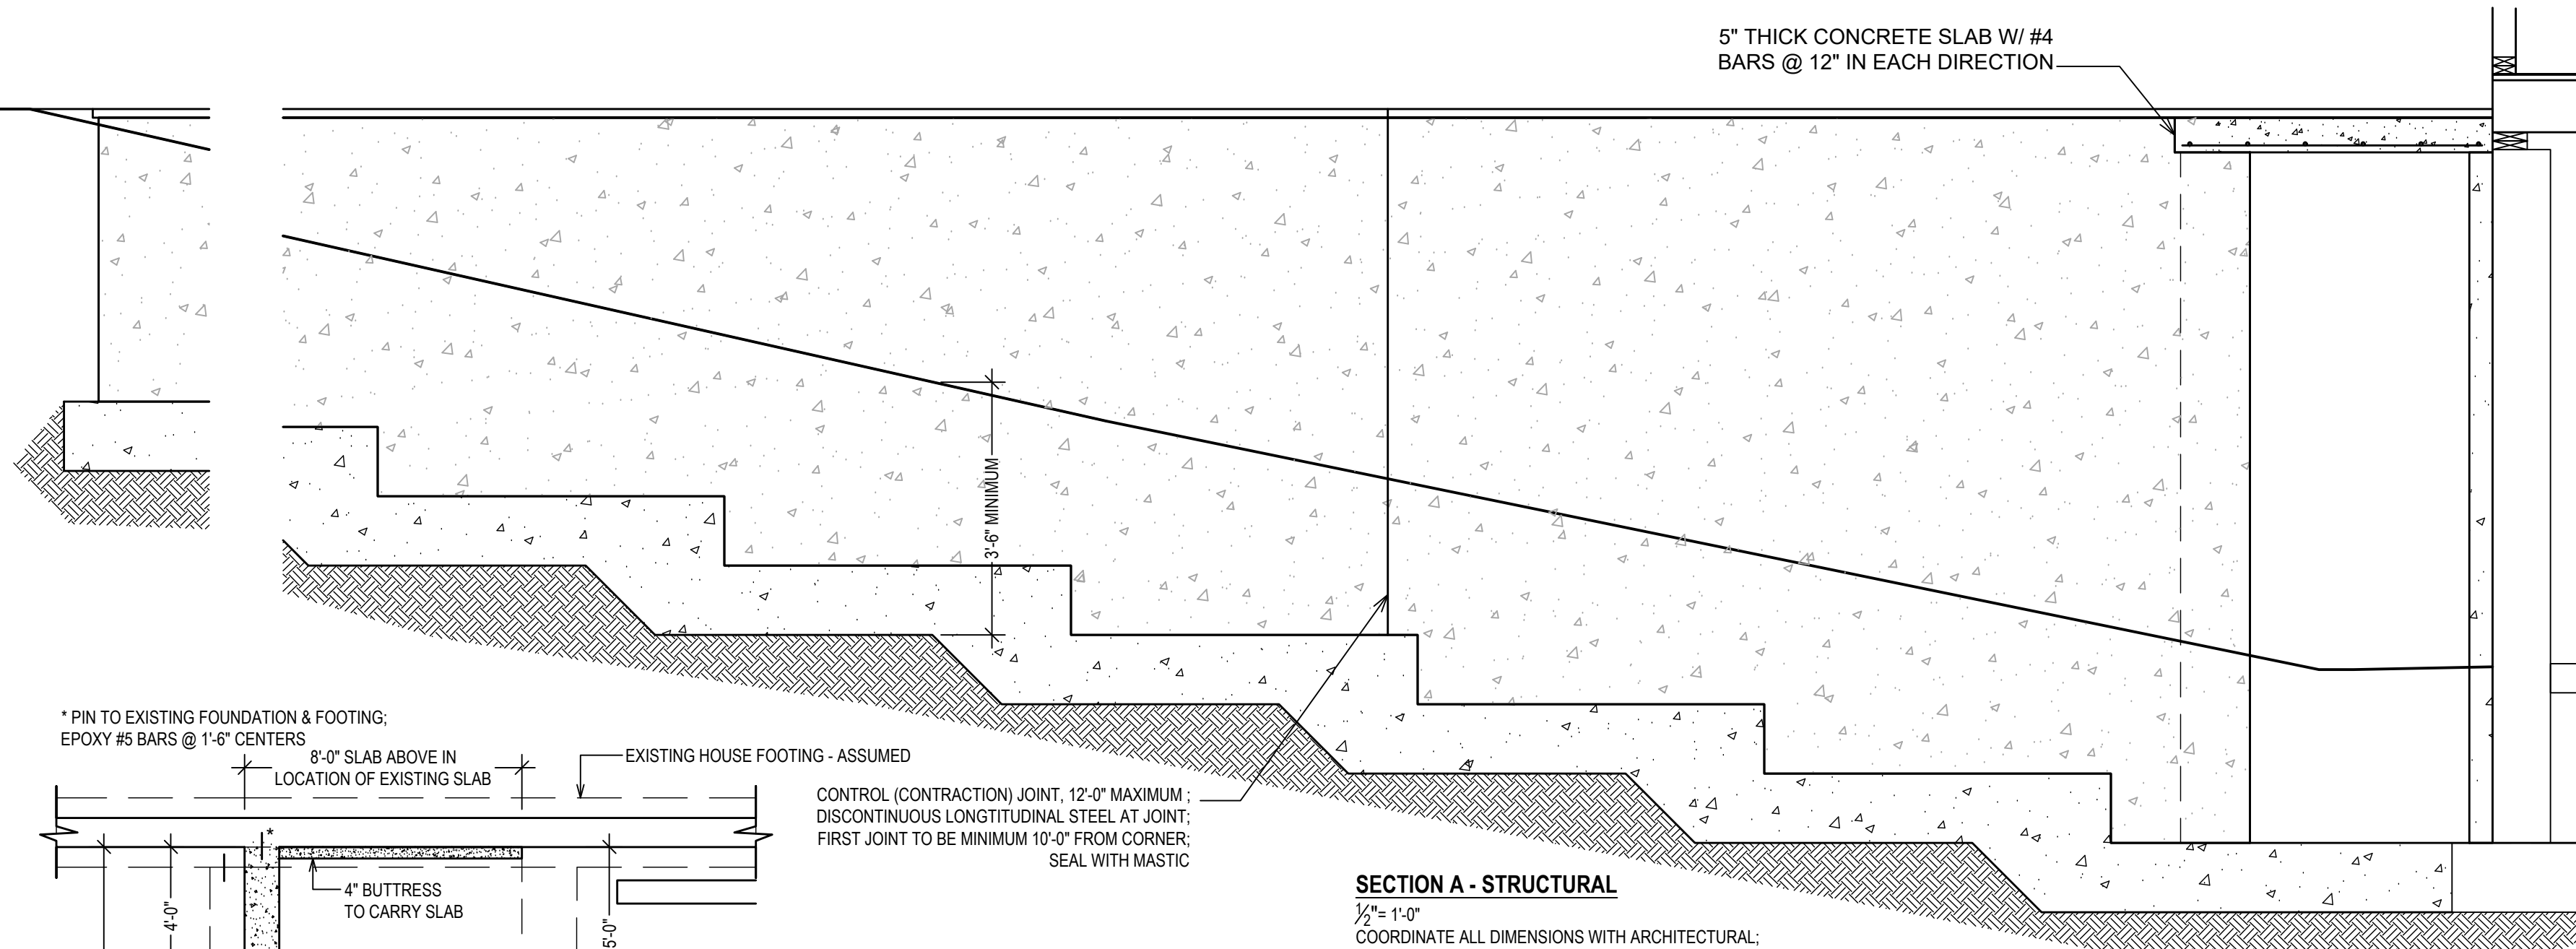 5" THICK CONCRETE SLAB W/ #4
BARS @ 12" IN EACH DIRECTION
3'-6" MINIMUM
* PIN TO EXISTING FOUNDATION & FOOTING;
EPOXY #5 BARS @ 1'-6" CENTERS
8'-0" SLAB ABOVE IN
LOCATION OF EXISTING SLAB
EXISTING HOUSE FOOTING - ASSUMED
*
4" BUTTRESS
TO CARRY SLAB
4'-0"
5'-0"
CONTROL (CONTRACTION) JOINT, 12'-0" MAXIMUM ;
DISCONTINUOUS LONGTITUDINAL STEEL AT JOINT;
FIRST JOINT TO BE MINIMUM 10'-0" FROM CORNER;
SEAL WITH MASTIC
SECTION A - STRUCTURAL
1/2"= 1'-0"
COORDINATE ALL DIMENSIONS WITH ARCHITECTURAL;